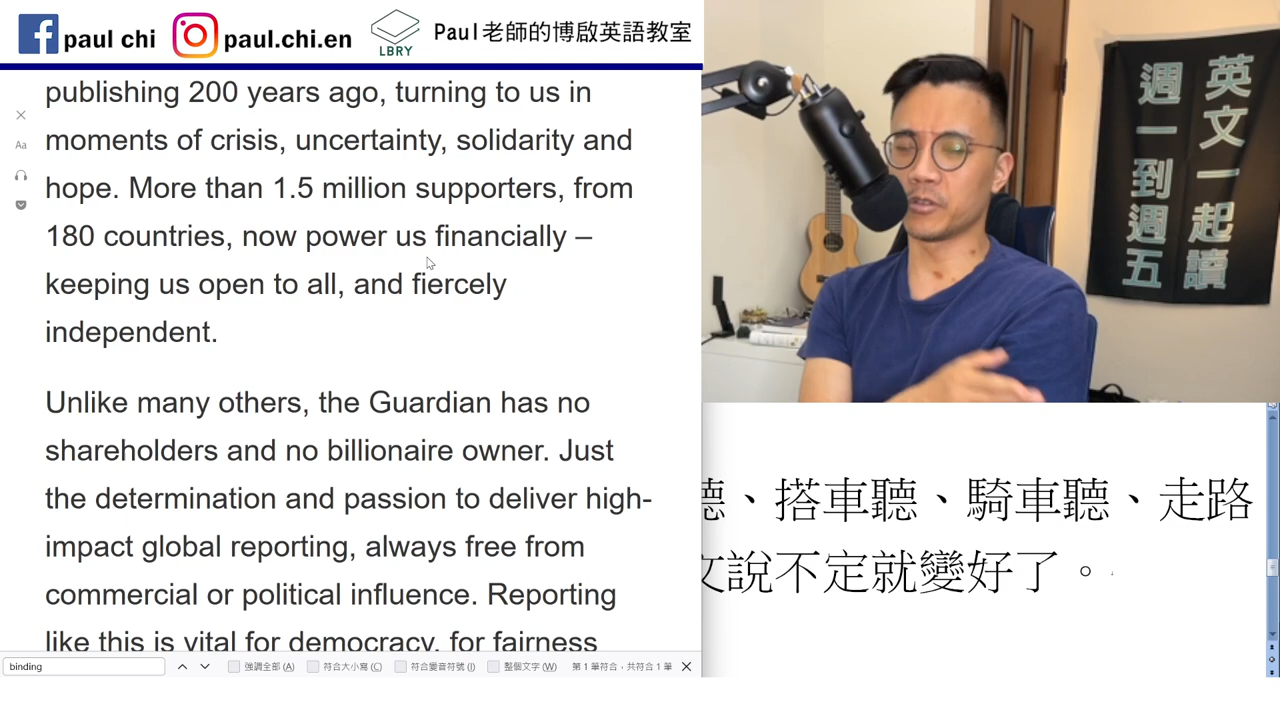 paul chi
paul.chi.en
LBRY
Paul老師的博啟英語教室
publishing 200 years ago, turning to us in
moments of crisis, uncertainty, solidarity and
hope. More than 1.5 million supporters, from
180 countries, now power us financially –
keeping us open to all, and fiercely
independent.
Unlike many others, the Guardian has no
shareholders and no billionaire owner. Just
the determination and passion to deliver high-
impact global reporting, always free from
commercial or political influence. Reporting
like this is vital for democracy, for fairness
Aa
binding
強調全部 (A)
符合大小寫 (C)
符合變音符號 (I)
整個文字 (W)
第 1 筆符合，共符合 1 筆
英文一起讀
週一到週五
聽、搭車聽、騎車聽、走路
文說不定就變好了。